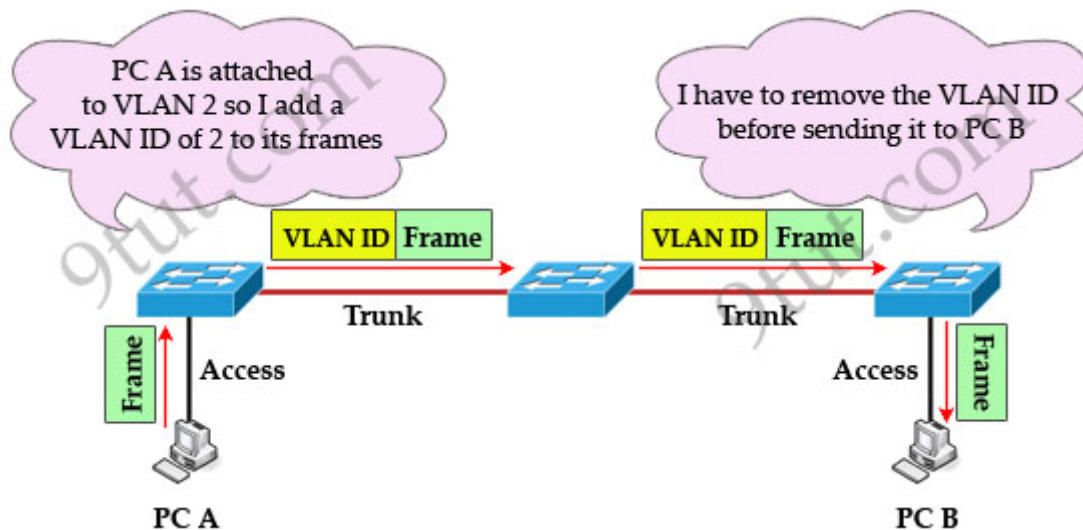 PC A is attached
to VLAN 2 so I add a
VLAN ID of 2 to its frames
I have to remove the VLAN ID
before sending it to PC B
9tut.com
9tut.com
VLAN ID Frame
VLAN ID Frame
Trunk
Trunk
Frame
Access
Access
Frame
PC A
PC B